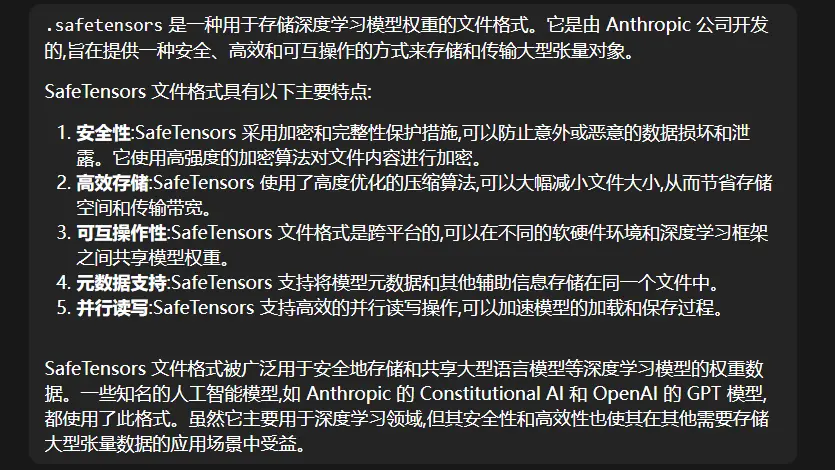 .safetensors 是一种用于存储深度学习模型权重的文件格式。它是由 Anthropic 公司开发
的,旨在提供一种安全、高效和可互操作的方式来存储和传输大型张量对象。
SafeTensors 文件格式具有以下主要特点:
1. 安全性:SafeTensors 采用加密和完整性保护措施,可以防止意外或恶意的数据损坏和泄
露。它使用高强度的加密算法对文件内容进行加密。
2. 高效存储:SafeTensors 使用了高度优化的压缩算法,可以大幅减小文件大小,从而节省存储
空间和传输带宽。
3. 可互操作性:SafeTensors 文件格式是跨平台的,可以在不同的软硬件环境和深度学习框架
之间共享模型权重。
4. 元数据支持:SafeTensors 支持将模型元数据和其他辅助信息存储在同一个文件中。
5. 并行读写:SafeTensors 支持高效的并行读写操作,可以加速模型的加载和保存过程。
SafeTensors 文件格式被广泛用于安全地存储和共享大型语言模型等深度学习模型的权重数
据。一些知名的人工智能模型,如 Anthropic 的 Constitutional AI 和 OpenAI 的 GPT 模型,
都使用了此格式。虽然它主要用于深度学习领域,但其安全性和高效性也使其在其他需要存储
大型张量数据的应用场景中受益。